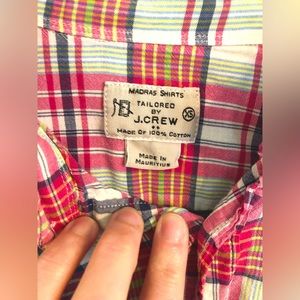 MADRAS SHIRTS
TAILORED
BY
J.CREW
XS
MADE OF 100% COTTON
MADE IN
MAURITIUS